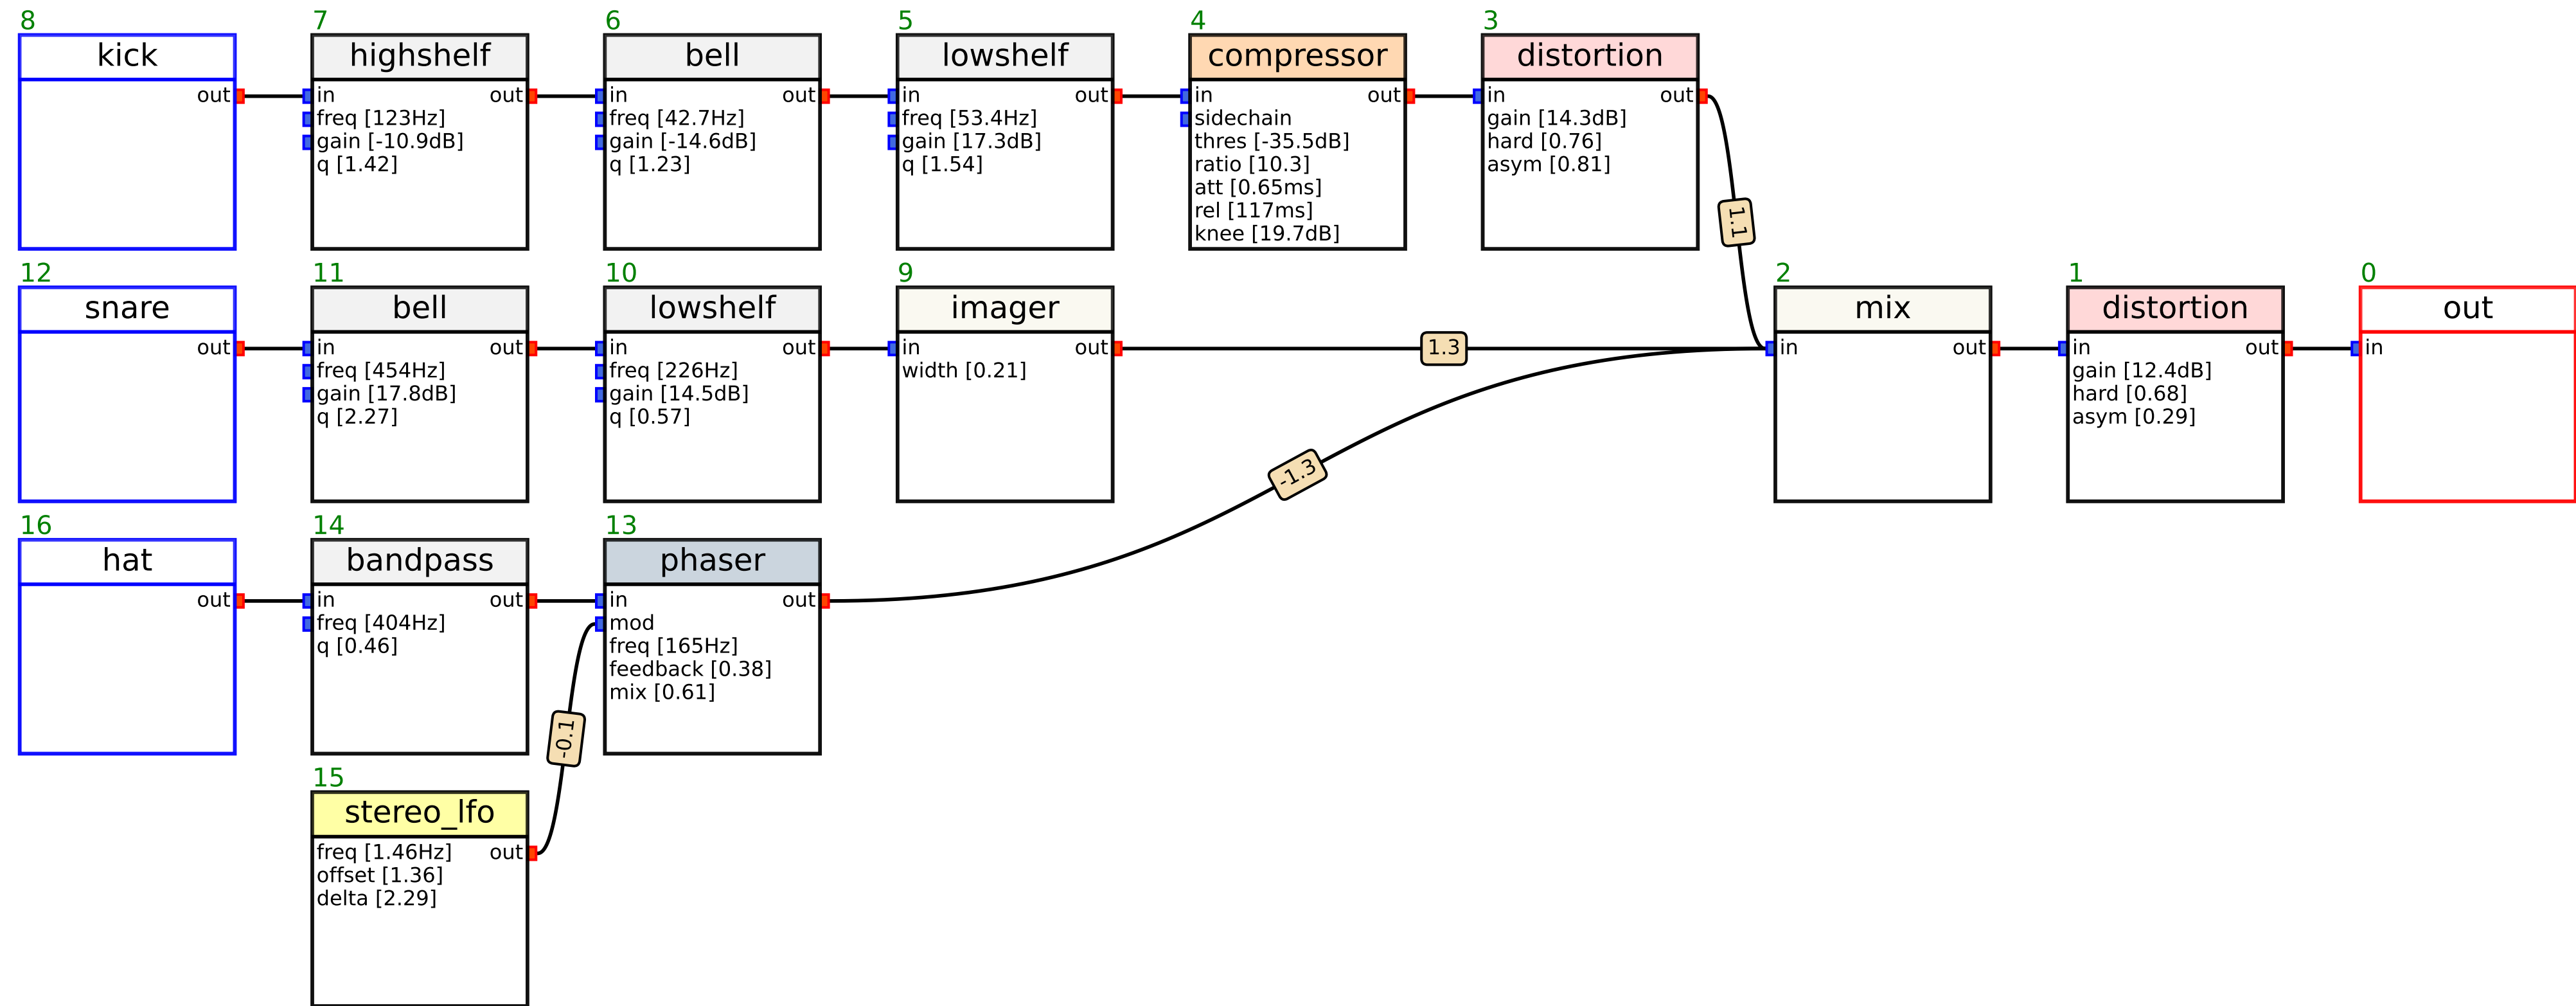 8
kick
out
7
highshelf
in out
freq [123Hz]
gain [-10.9dB]
q [1.42]
6
bell
in out
freq [42.7Hz]
gain [-14.6dB]
q [1.23]
5
lowshelf
in out
freq [53.4Hz]
gain [17.3dB]
q [1.54]
4
compressor
in out
sidechain
thres [-35.5dB]
ratio [10.3]
att [0.65ms]
rel [117ms]
knee [19.7dB]
3
distortion
in out
gain [14.3dB]
hard [0.76]
asym [0.81]
1.1
12
snare
out
11
bell
in out
freq [454Hz]
gain [17.8dB]
q [2.27]
10
lowshelf
in out
freq [226Hz]
gain [14.5dB]
q [0.57]
9
imager
in out
width [0.21]
1.3
2
mix
in out
1
distortion
in out
gain [12.4dB]
hard [0.68]
asym [0.29]
0
out
in
-1.3
16
hat
out
14
bandpass
in out
freq [404Hz]
q [0.46]
13
phaser
in out
mod
freq [165Hz]
feedback [0.38]
mix [0.61]
-0.1
15
stereo_lfo
freq [1.46Hz] out
offset [1.36]
delta [2.29]